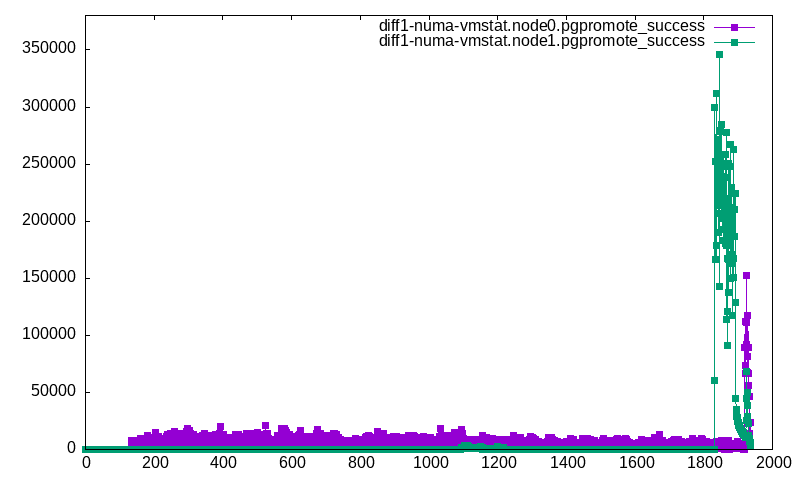 diff1-numa-vmstat.node0.pgpromote_success
diff1-numa-vmstat.node1.pgpromote_success
350000
300000
250000
200000
150000
100000
50000
0
0 200 400 600 800 1000 1200 1400 1600 1800 2000